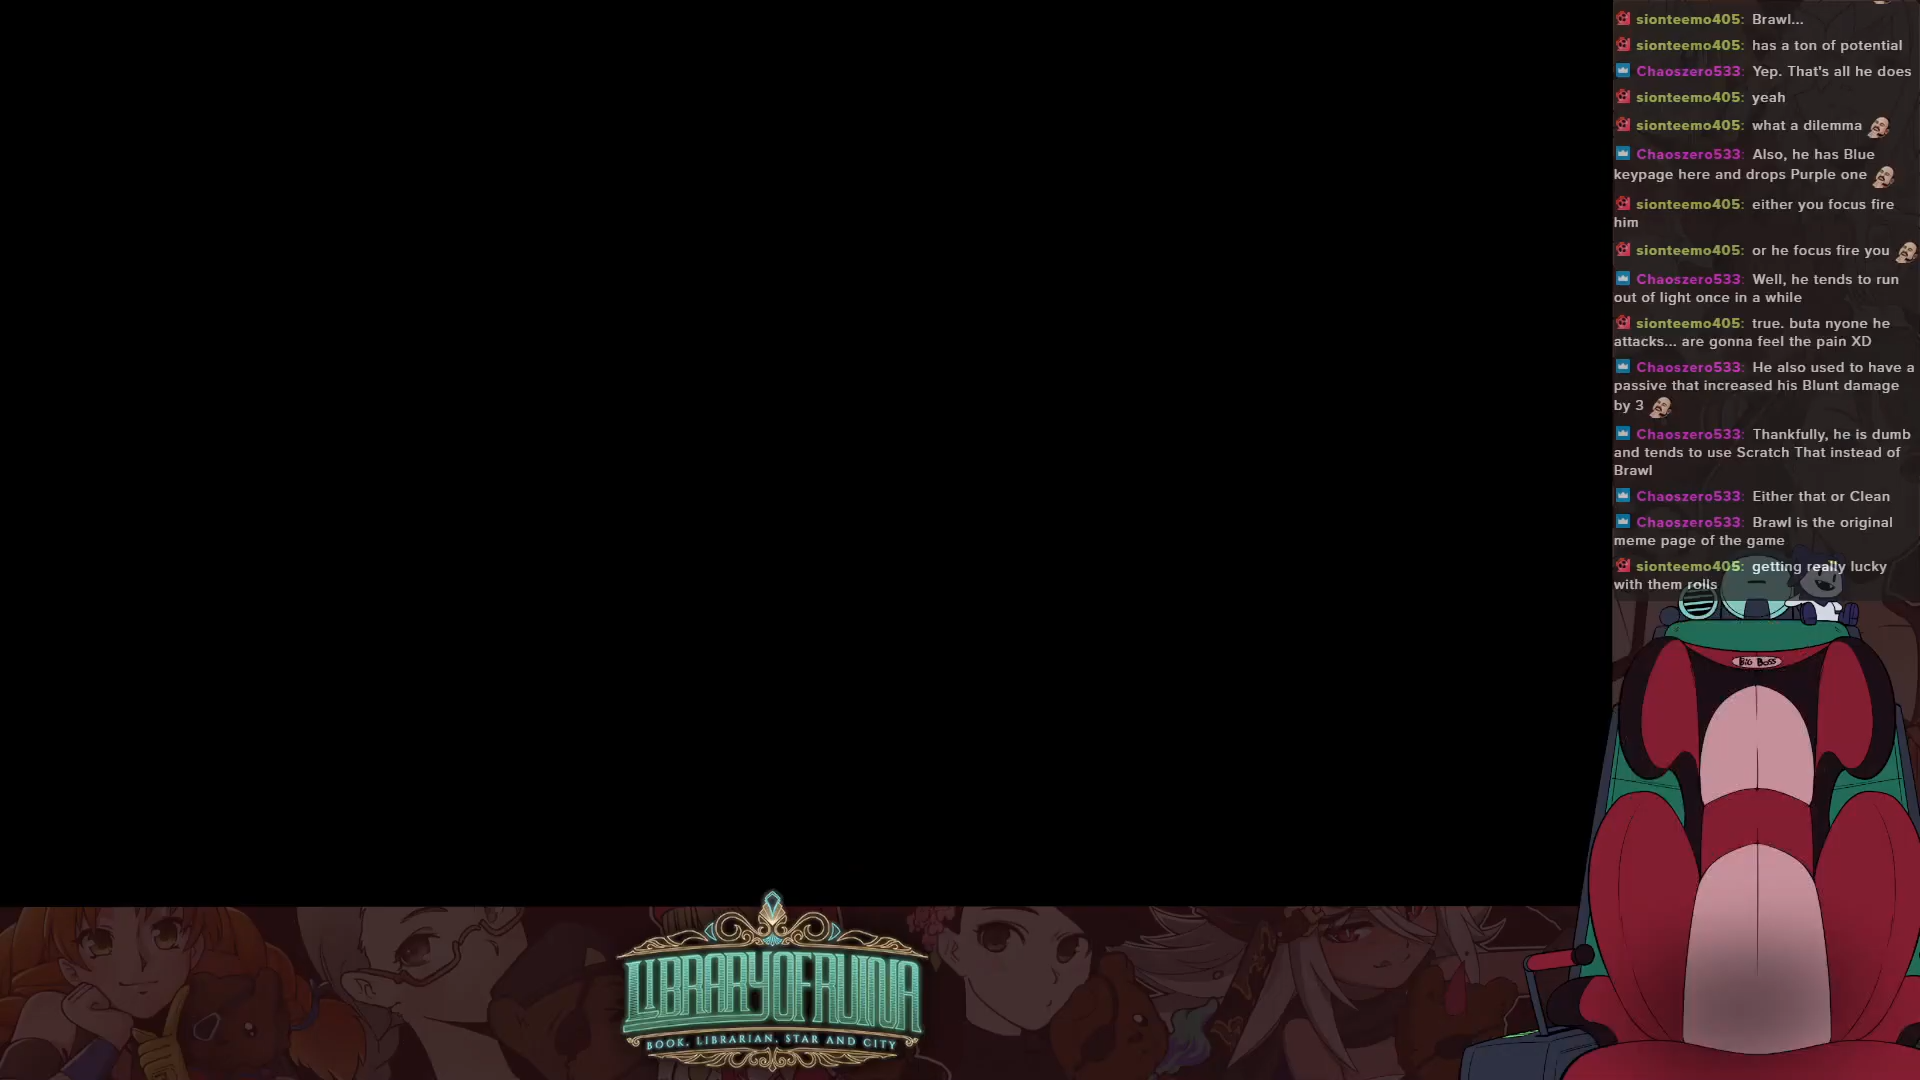 sionteemo405: Brawl...
sionteemo405: has a ton of potential
Chaoszero533: Yep. That's all he does
sionteemo405: yeah
sionteemo405: what a dilemma
Chaoszero533: Also, he has Blue
keypage here and drops Purple one
sionteemo405: either you focus fire
him
sionteemo405: or he focus fire you
Chaoszero533: Well, he tends to run
out of light once in a while
sionteemo405: true. buta nyone he
attacks... are gonna feel the pain XD
Chaoszero533: He also used to have a
passive that increased his Blunt damage
by 3
Chaoszero533: Thankfully, he is dumb
and tends to use Scratch That instead of
Brawl
Chaoszero533: Either that or Clean
Chaoszero533: Brawl is the original
meme page of the game
sionteemo405: getting really lucky
with them rolls
BIG BOSS
LIBRARY OF RUINA
BOOK, LIBRARIAN, STAR AND CITY